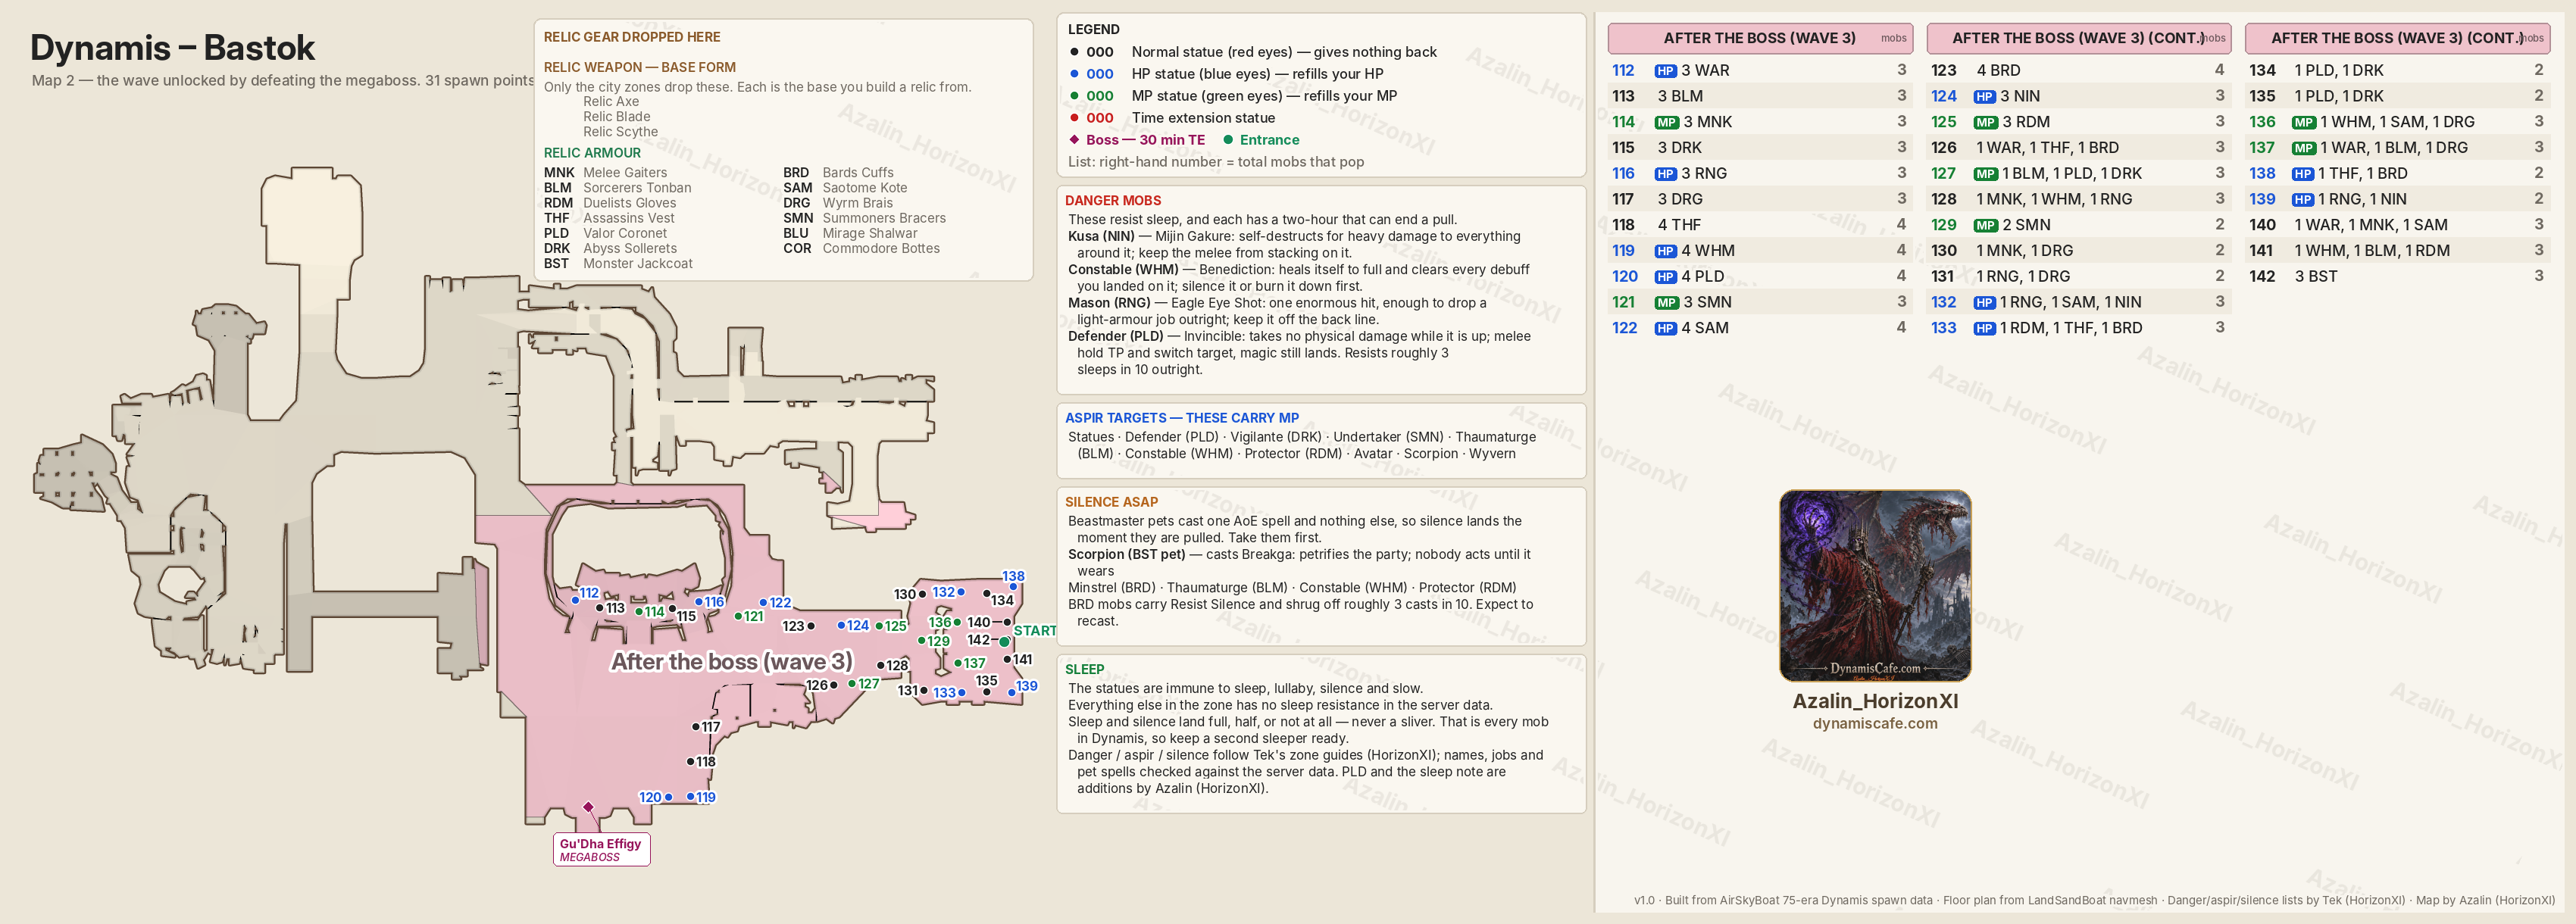 Dynamis – Bastok
Map 2 — the wave unlocked by defeating the megaboss. 31 spawn points
RELIC GEAR DROPPED HERE
RELIC WEAPON — BASE FORM
Only the city zones drop these. Each is the base you build a relic from.
Relic Axe
Relic Blade
Relic Scythe
RELIC ARMOUR
MNK Melee Gaiters
BLM Sorcerers Tonban
RDM Duelists Gloves
THF Assassins Vest
PLD Valor Coronet
DRK Abyss Sollerets
BST Monster Jackcoat
BRD Bards Cuffs
SAM Saotome Kote
DRG Wyrm Brais
SMN Summoners Bracers
BLU Mirage Shalwar
COR Commodore Bottes
112
113
114
115
116
121
122
123
124
125
130
132
138
134
136
140
START
142
129
137
141
128
126
127
131
133
135
139
After the boss (wave 3)
117
118
120
119
Gu'Dha Effigy
MEGABOSS
LEGEND
000 Normal statue (red eyes) — gives nothing back
000 HP statue (blue eyes) — refills your HP
000 MP statue (green eyes) — refills your MP
000 Time extension statue
Boss — 30 min TE Entrance
List: right-hand number = total mobs that pop
DANGER MOBS
These resist sleep, and each has a two-hour that can end a pull.
Kusa (NIN) — Mijin Gakure: self-destructs for heavy damage to everything
around it; keep the melee from stacking on it.
Constable (WHM) — Benediction: heals itself to full and clears every debuff
you landed on it; silence it or burn it down first.
Mason (RNG) — Eagle Eye Shot: one enormous hit, enough to drop a
light-armour job outright; keep it off the back line.
Defender (PLD) — Invincible: takes no physical damage while it is up; melee
hold TP and switch target, magic still lands. Resists roughly 3
sleeps in 10 outright.
ASPIR TARGETS — THESE CARRY MP
Statues · Defender (PLD) · Vigilante (DRK) · Undertaker (SMN) · Thaumaturge
(BLM) · Constable (WHM) · Protector (RDM) · Avatar · Scorpion · Wyvern
SILENCE ASAP
Beastmaster pets cast one AoE spell and nothing else, so silence lands the
moment they are pulled. Take them first.
Scorpion (BST pet) — casts Breakga: petrifies the party; nobody acts until it
wears
Minstrel (BRD) · Thaumaturge (BLM) · Constable (WHM) · Protector (RDM)
BRD mobs carry Resist Silence and shrug off roughly 3 casts in 10. Expect to
recast.
SLEEP
The statues are immune to sleep, lullaby, silence and slow.
Everything else in the zone has no sleep resistance in the server data.
Sleep and silence land full, half, or not at all — never a sliver. That is every mob
in Dynamis, so keep a second sleeper ready.
Danger / aspir / silence follow Tek's zone guides (HorizonXI); names, jobs and
pet spells checked against the server data. PLD and the sleep note are
additions by Azalin (HorizonXI).
AFTER THE BOSS (WAVE 3) mobs
112 HP 3 WAR 3
113 3 BLM 3
114 MP 3 MNK 3
115 3 DRK 3
116 HP 3 RNG 3
117 3 DRG 3
118 4 THF 4
119 HP 4 WHM 4
120 HP 4 PLD 4
121 MP 3 SMN 3
122 HP 4 SAM 4
AFTER THE BOSS (WAVE 3) (CONT.) mobs
123 4 BRD 4
124 HP 3 NIN 3
125 MP 3 RDM 3
126 1 WAR, 1 THF, 1 BRD 3
127 MP 1 BLM, 1 PLD, 1 DRK 3
128 1 MNK, 1 WHM, 1 RNG 3
129 MP 2 SMN 2
130 1 MNK, 1 DRG 2
131 1 RNG, 1 DRG 2
132 HP 1 RNG, 1 SAM, 1 NIN 3
133 HP 1 RDM, 1 THF, 1 BRD 3
AFTER THE BOSS (WAVE 3) (CONT.) mobs
134 1 PLD, 1 DRK 2
135 1 PLD, 1 DRK 2
136 MP 1 WHM, 1 SAM, 1 DRG 3
137 MP 1 WAR, 1 BLM, 1 DRG 3
138 HP 1 THF, 1 BRD 2
139 HP 1 RNG, 1 NIN 2
140 1 WAR, 1 MNK, 1 SAM 3
141 1 WHM, 1 BLM, 1 RDM 3
142 3 BST 3
DynamisCafe.com
Azalin_HorizonXI
dynamiscafe.com
v1.0 · Built from AirSkyBoat 75-era Dynamis spawn data · Floor plan from LandSandBoat navmesh · Danger/aspir/silence lists by Tek (HorizonXI) · Map by Azalin (HorizonXI)